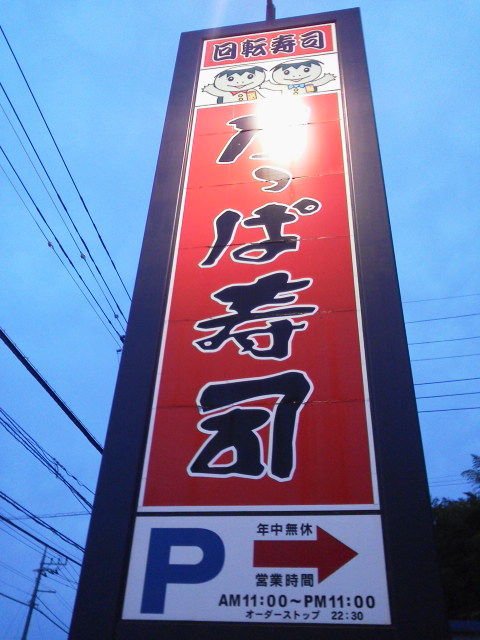 回転寿司
かっぱ寿司
P
年中無休
営業時間
AM11:00～PM11:00
オーダーストップ 22:30